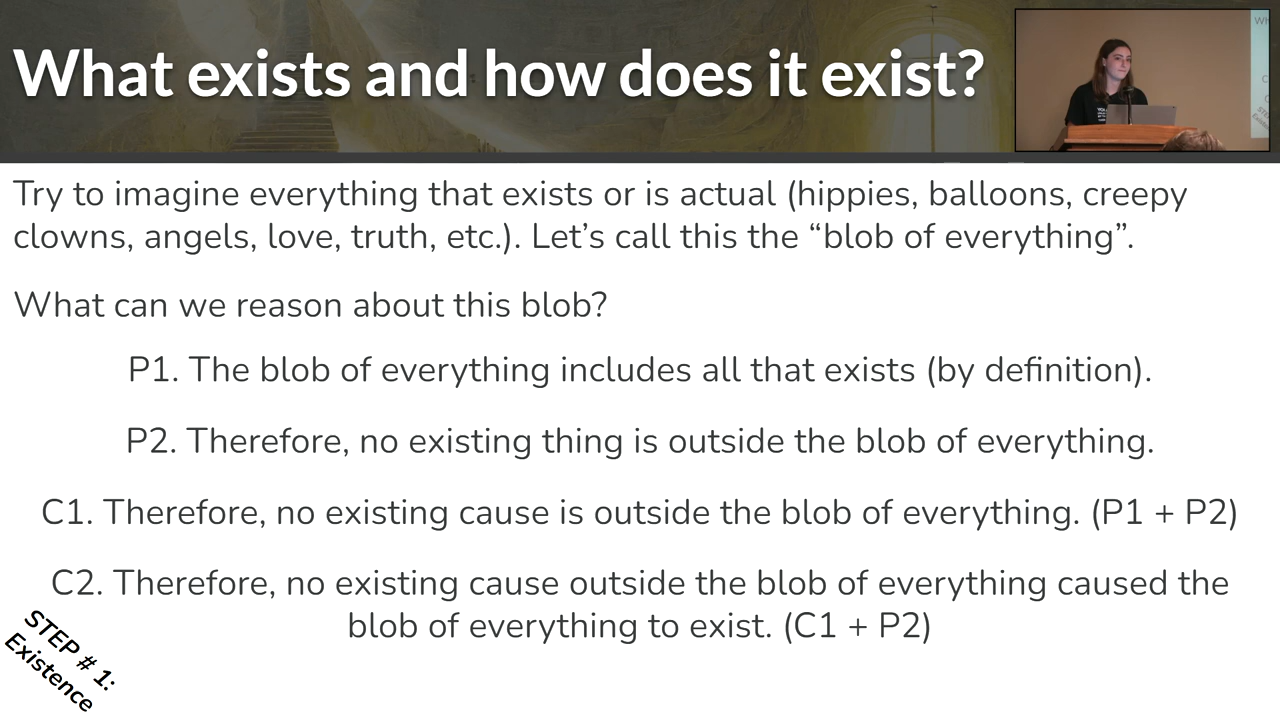 What exists and how does it exist?
Try to imagine everything that exists or is actual (hippies, balloons, creepy
clowns, angels, love, truth, etc.). Let’s call this the “blob of everything”.
What can we reason about this blob?
P1. The blob of everything includes all that exists (by definition).
P2. Therefore, no existing thing is outside the blob of everything.
C1. Therefore, no existing cause is outside the blob of everything. (P1 + P2)
C2. Therefore, no existing cause outside the blob of everything caused the
blob of everything to exist. (C1 + P2)
STEP # 1:
Existence